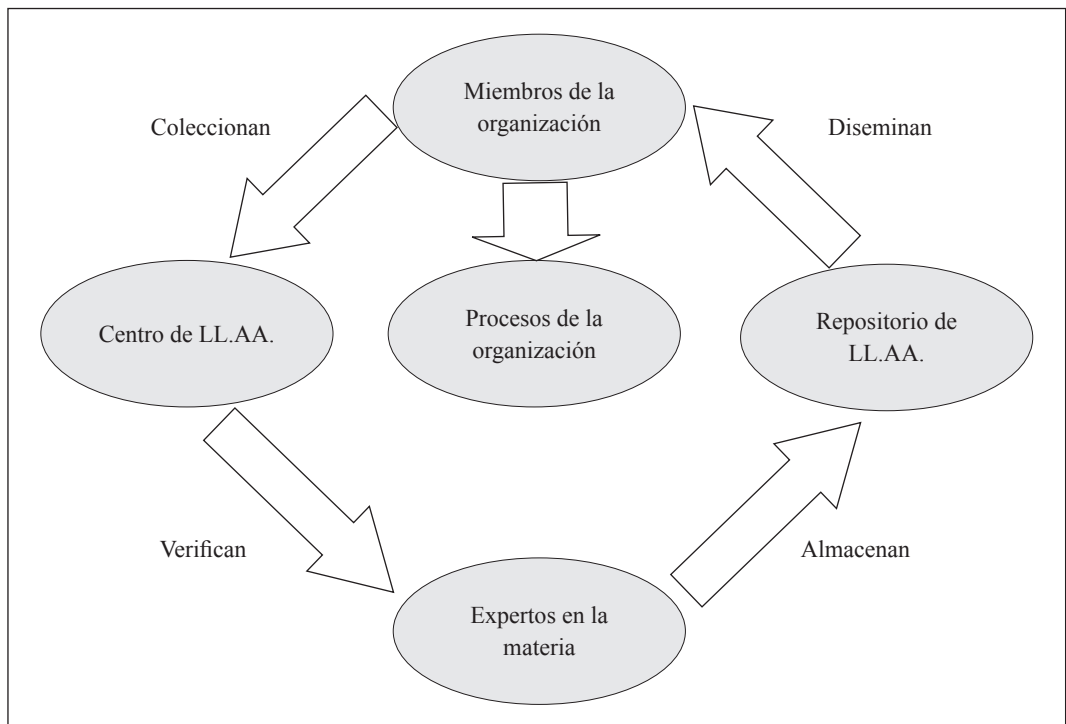 Miembros de la
organización
Coleccionan
Diseminan
Centro de LL.AA.
Procesos de la
organización
Repositorio de
LL.AA.
Verifican
Almacenan
Expertos en la
materia